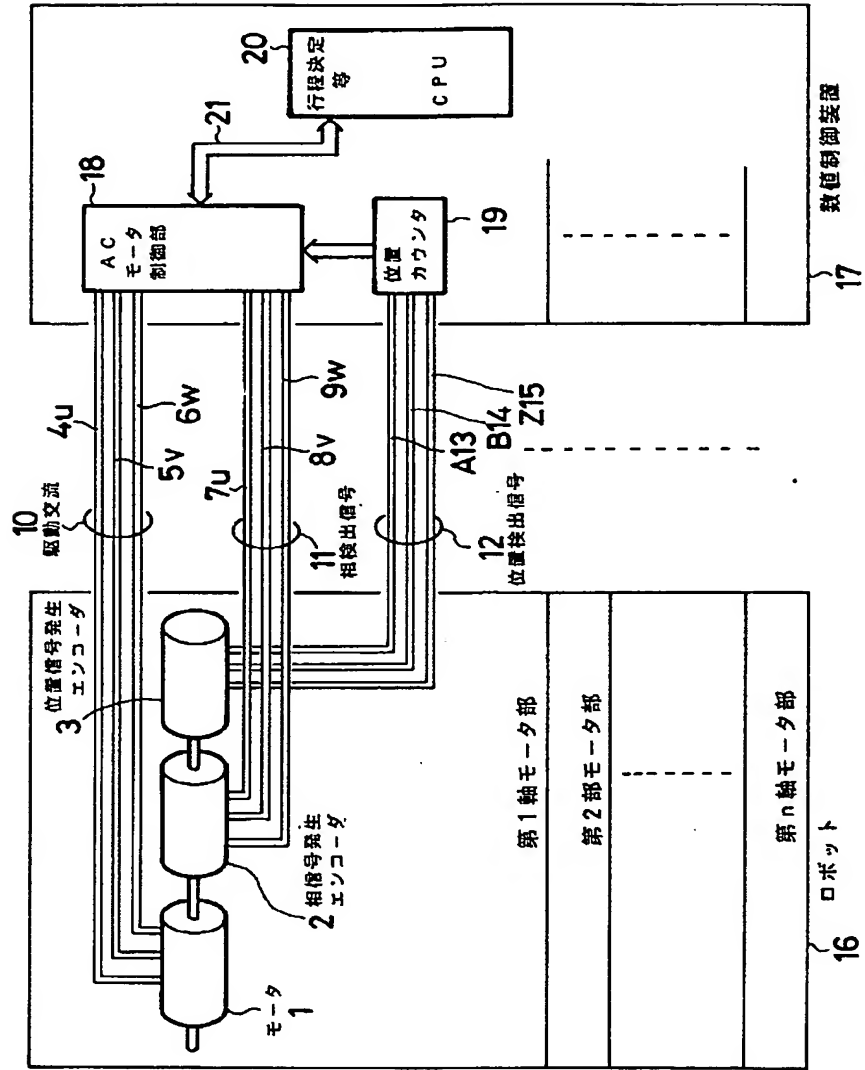 10
駆動交流
4u
5v
6w
18
AC
モータ
制御部
21
20
行程決定
等
CPU
位置信号発生
エンコーダ
3
7u
8v
9w
11
相検出信号
位置
カウンタ
19
2
相信号発生
エンコーダ
モータ
1
12
位置検出信号
A13
B14
Z15
第1軸モータ部
第2部モータ部
第n軸モータ部
ロボット
16
数値制御装置
17